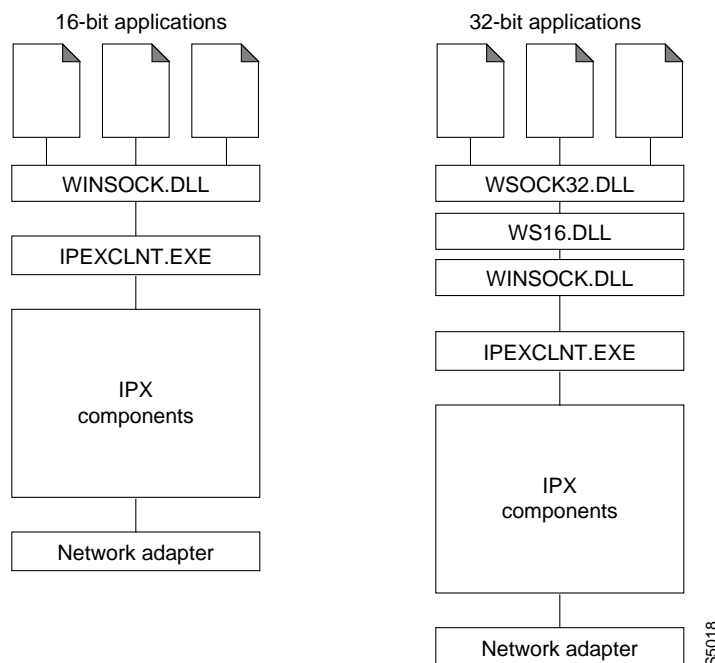 16-bit applications
WINSOCK.DLL
IPEXCLNT.EXE
IPX
components
Network adapter
32-bit applications
WSOCK32.DLL
WS16.DLL
WINSOCK.DLL
IPEXCLNT.EXE
IPX
components
Network adapter